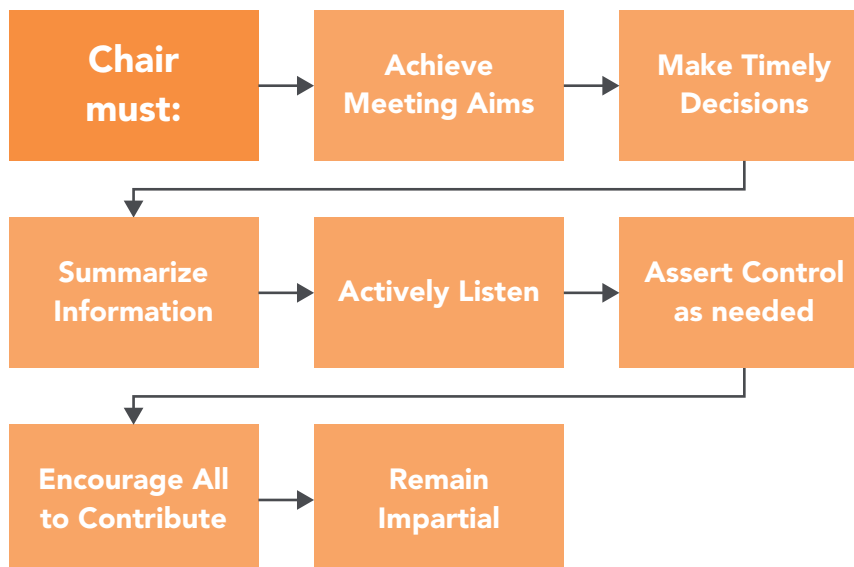 Chair
must:
Achieve
Meeting Aims
Make Timely
Decisions
Summarize
Information
Actively Listen
Assert Control
as needed
Encourage All
to Contribute
Remain
Impartial